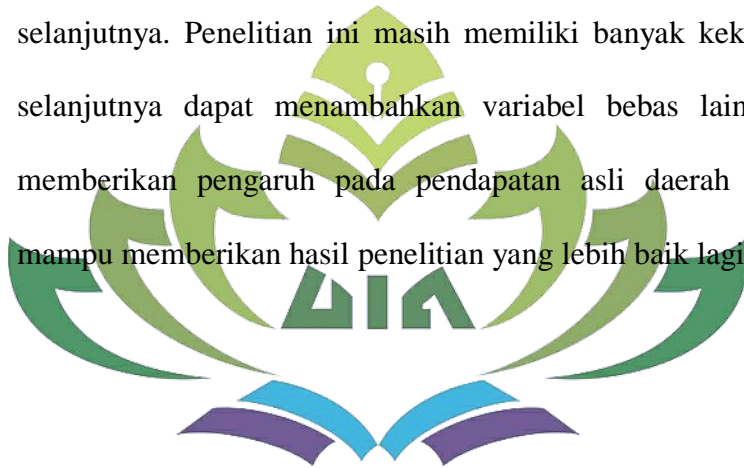 selanjutnya. Penelitian ini masih memiliki banyak kek
selanjutnya dapat menambahkan variabel bebas lain
memberikan pengaruh pada pendapatan asli daerah
mampu memberikan hasil penelitian yang lebih baik lagi